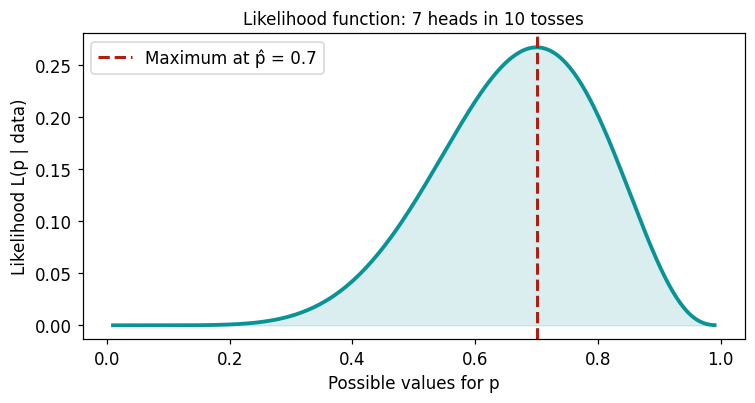 Likelihood function: 7 heads in 10 tosses
Maximum at p̂ = 0.7
Likelihood L(p | data)
0.25
0.20
0.15
0.10
0.05
0.00
0.0 0.2 0.4 0.6 0.8 1.0
Possible values for p